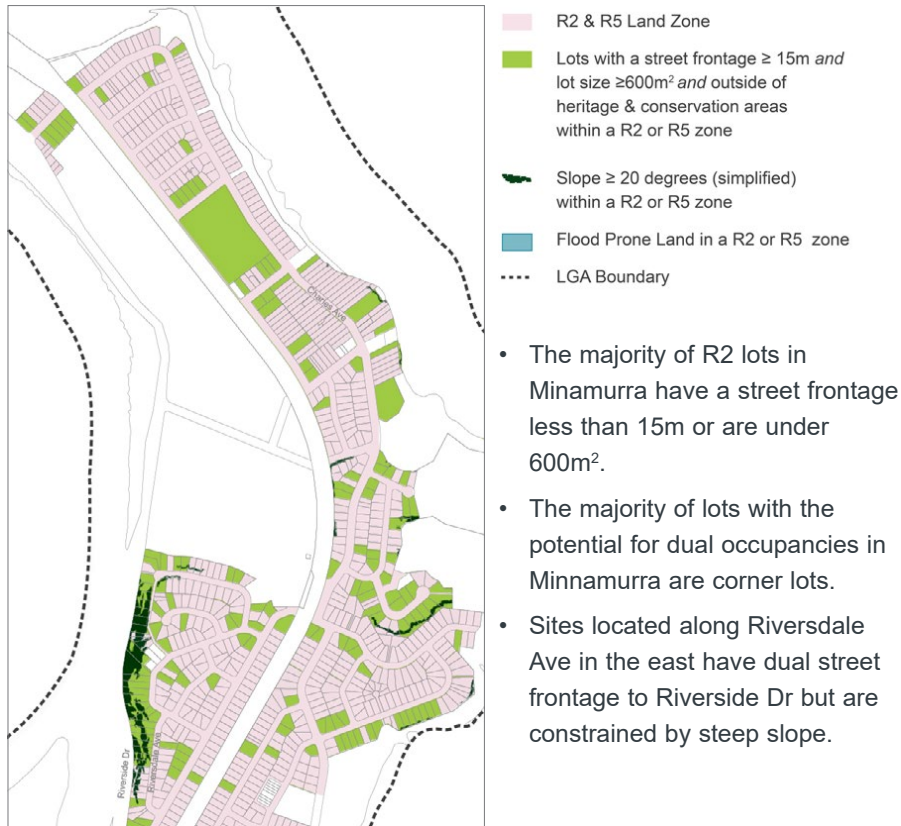 R2 & R5 Land Zone
Lots with a street frontage ≥ 15m and
lot size ≥600m² and outside of
heritage & conservation areas
within a R2 or R5 zone
Slope ≥ 20 degrees (simplified)
within a R2 or R5 zone
Flood Prone Land in a R2 or R5 zone
LGA Boundary
Charles Ave
Riverside Dr
Riversdale Ave
• The majority of R2 lots in
Minamurra have a street frontage
less than 15m or are under
600m².
• The majority of lots with the
potential for dual occupancies in
Minnamurra are corner lots.
• Sites located along Riversdale
Ave in the east have dual street
frontage to Riverside Dr but are
constrained by steep slope.